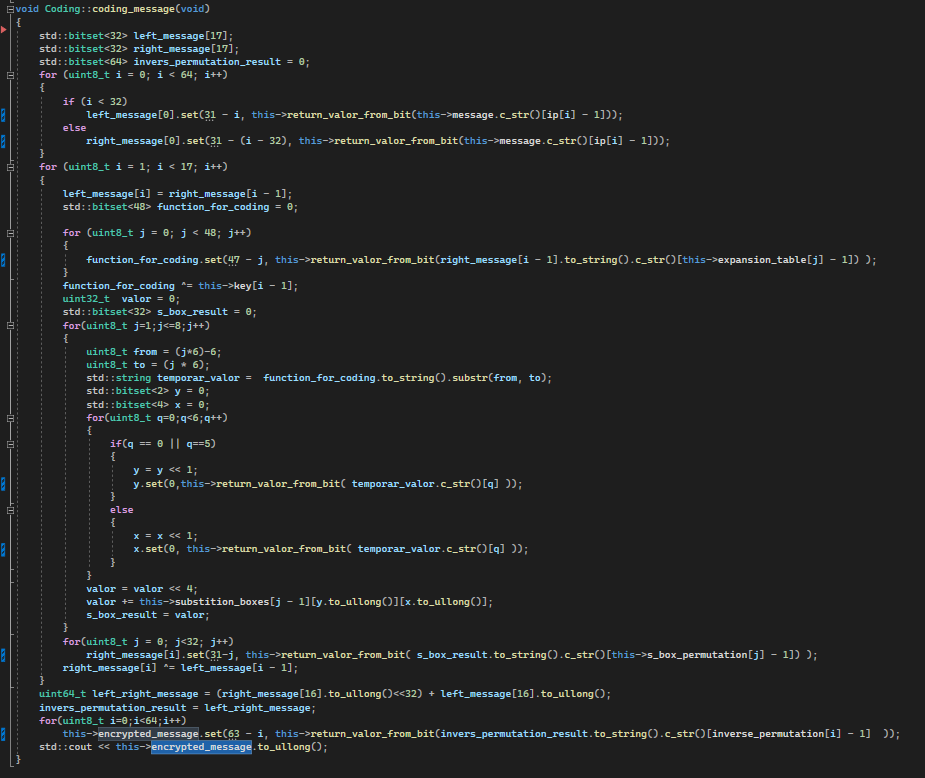 void Coding::coding_message(void)
{
    std::bitset<32> left_message[17];
    std::bitset<32> right_message[17];
    std::bitset<64> invers_permutation_result = 0;
    for (uint8_t i = 0; i < 64; i++)
    {
        if (i < 32)
            left_message[0].set(31 - i, this->return_valor_from_bit(this->message.c_str()[ip[i] - 1]));
        else
            right_message[0].set(31 - (i - 32), this->return_valor_from_bit(this->message.c_str()[ip[i] - 1]));
    }
    for (uint8_t i = 1; i < 17; i++)
    {
        left_message[i] = right_message[i - 1];
        std::bitset<48> function_for_coding = 0;

        for (uint8_t j = 0; j < 48; j++)
        {
            function_for_coding.set(47 - j, this->return_valor_from_bit(right_message[i - 1].to_string().c_str()[this->expansion_table[j] - 1]) );
        }
        function_for_coding ^= this->key[i - 1];
        uint32_t  valor = 0;
        std::bitset<32> s_box_result = 0;
        for(uint8_t j=1;j<=8;j++)
        {
            uint8_t from = (j*6)-6;
            uint8_t to = (j * 6);
            std::string temporar_valor =  function_for_coding.to_string().substr(from, to);
            std::bitset<2> y = 0;
            std::bitset<4> x = 0;
            for(uint8_t q=0;q<6;q++)
            {
                if(q == 0 || q==5)
                {
                    y = y << 1;
                    y.set(0,this->return_valor_from_bit( temporar_valor.c_str()[q] ));
                }
                else
                {
                    x = x << 1;
                    x.set(0, this->return_valor_from_bit( temporar_valor.c_str()[q] ));
                }
            }
            valor = valor << 4;
            valor += this->substition_boxes[j - 1][y.to_ullong()][x.to_ullong()];
            s_box_result = valor;
        }
        for(uint8_t j = 0; j<32; j++)
            right_message[i].set(31-j, this->return_valor_from_bit( s_box_result.to_string().c_str()[this->s_box_permutation[j] - 1]) );
        right_message[i] ^= left_message[i - 1];
    }
    uint64_t left_right_message = (right_message[16].to_ullong()<<32) + left_message[16].to_ullong();
    invers_permutation_result = left_right_message;
    for(uint8_t i=0;i<64;i++)
        this->encrypted_message.set(63 - i, this->return_valor_from_bit(invers_permutation_result.to_string().c_str()[inverse_permutation[i] - 1]  ));
    std::cout << this->encrypted_message.to_ullong();
}